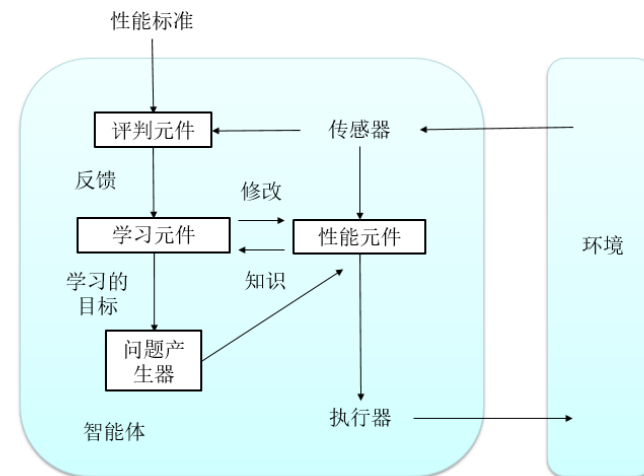 性能标准
评判元件
传感器
反馈
修改
学习元件
性能元件
环境
学习的
目标
知识
问题产
生器
执行器
智能体